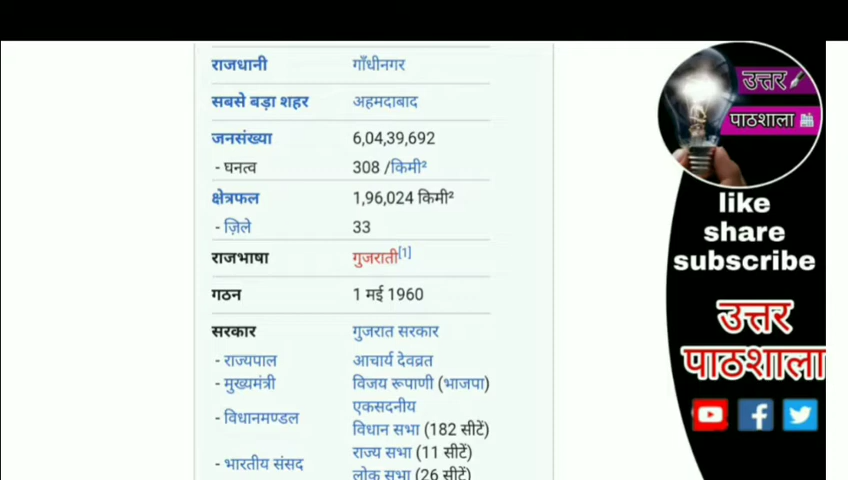 राजधानी गाँधीनगर
सबसे बड़ा शहर अहमदाबाद
जनसंख्या 6,04,39,692
- घनत्व 308 /किमी²
क्षेत्रफल 1,96,024 किमी²
- ज़िले 33
राजभाषा गुजराती[1]
गठन 1 मई 1960
सरकार गुजरात सरकार
- राज्यपाल आचार्य देवव्रत
- मुख्यमंत्री विजय रूपाणी (भाजपा)
- विधानमण्डल एकसदनीय
विधान सभा (182 सीटें)
- भारतीय संसद राज्य सभा (11 सीटें)
लोक सभा (26 सीटें)
उत्तर
पाठशाला
like
share
subscribe
उत्तर
पाठशाला